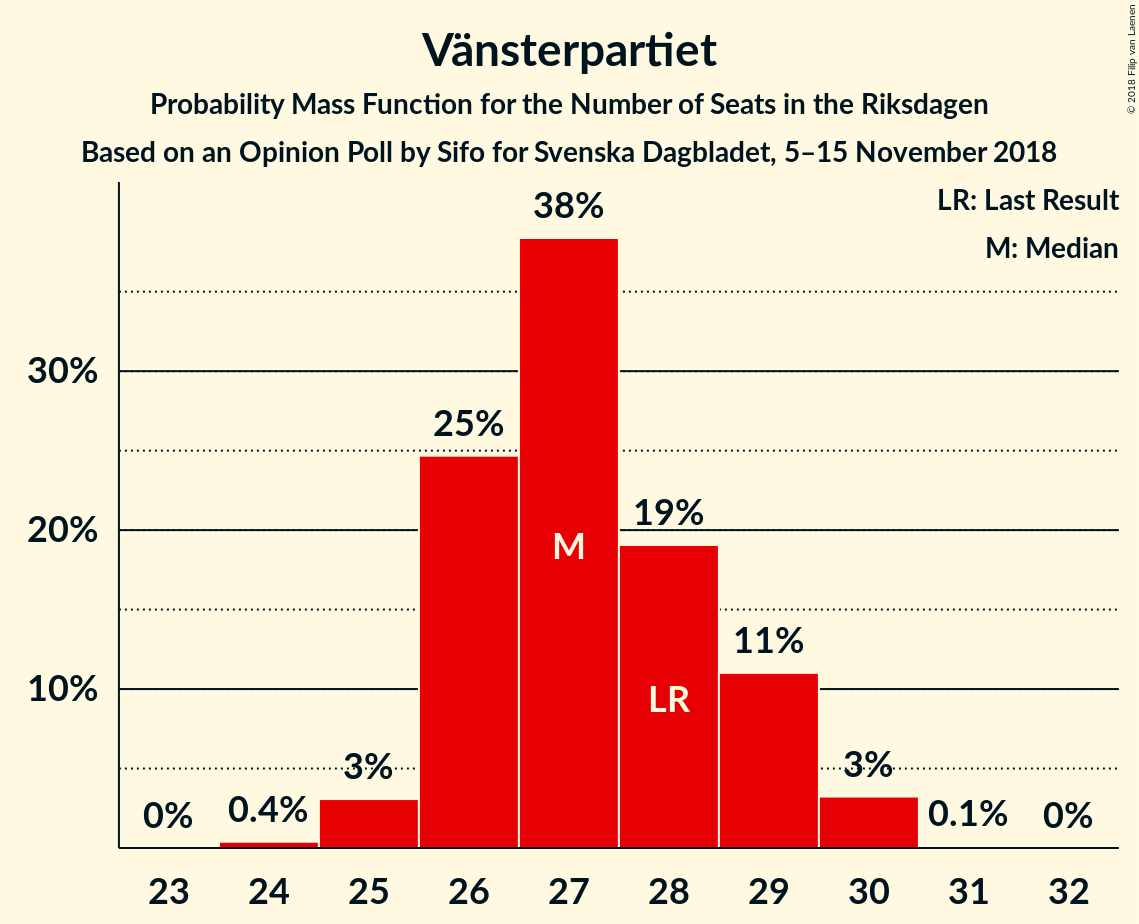 © 2018 Filip van Laenen
Vänsterpartiet
Probability Mass Function for the Number of Seats in the Riksdagen
Based on an Opinion Poll by Sifo for Svenska Dagbladet, 5–15 November 2018
LR: Last Result
M: Median
38%
30%
25%
20%
19%
M
11%
10%
LR
3%
3%
0%
0.4%
0.1%
0%
23 24 25 26 27 28 29 30 31 32